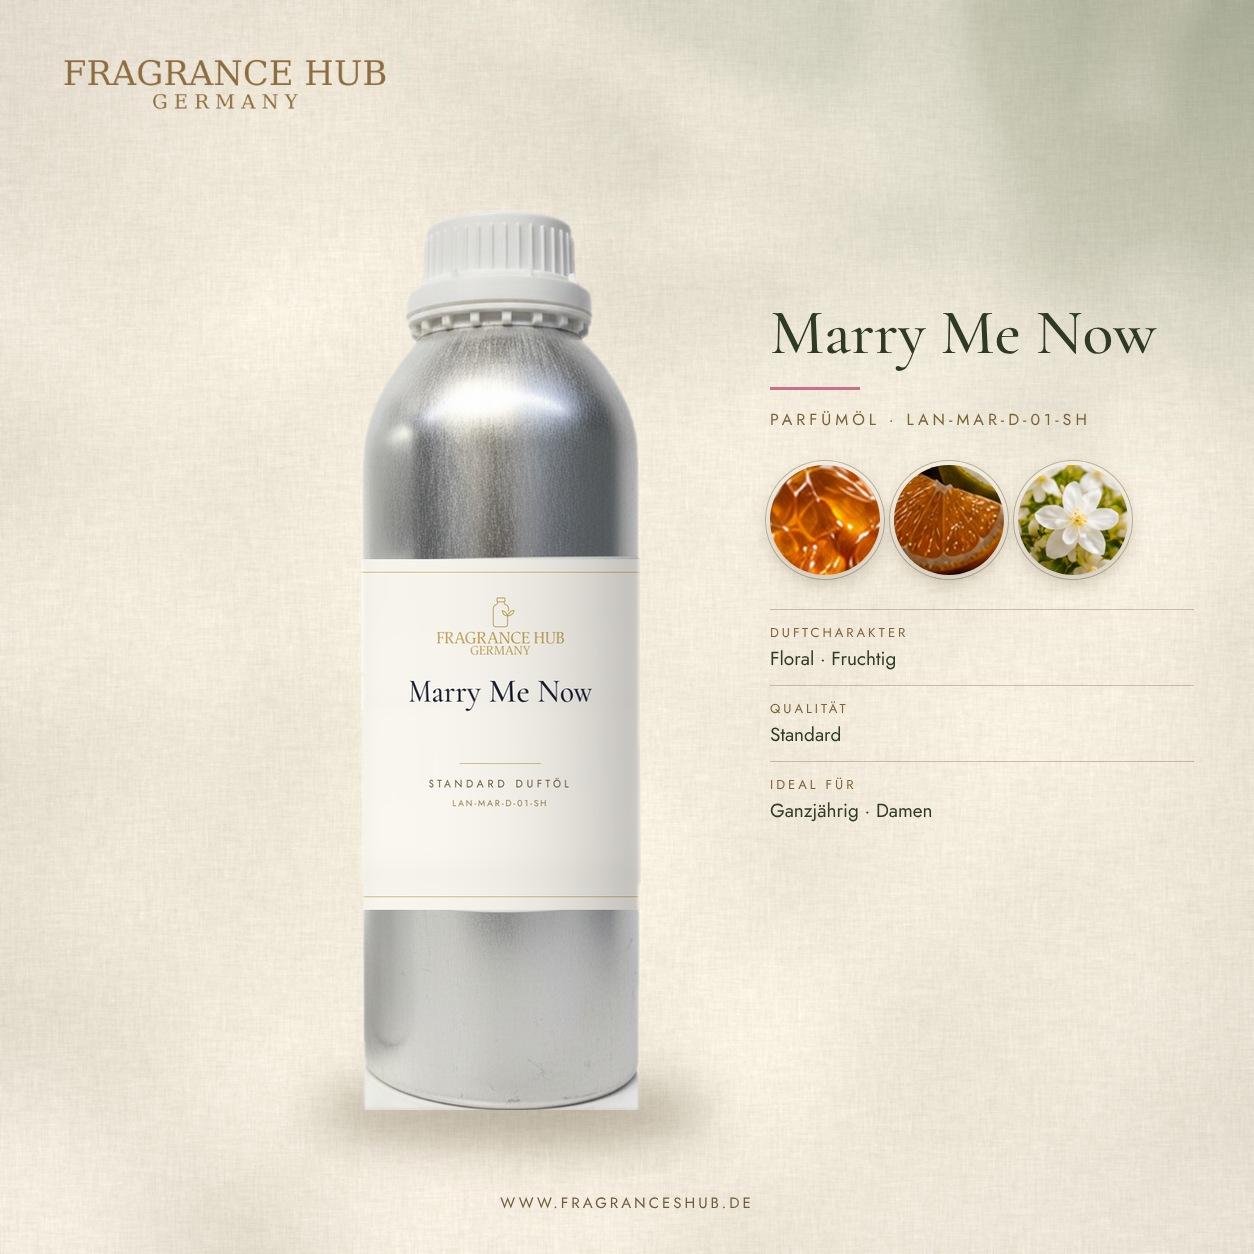 FRAGRANCE HUB
GERMANY
Marry Me Now
PARFÜMÖL · LAN-MAR-D-01-SH
DUFTCHARAKTER
Floral · Fruchtig
QUALITÄT
Standard
IDEAL FÜR
Ganzjährig · Damen
FRAGRANCE HUB
GERMANY
Marry Me Now
STANDARD DUFTÖL
LAN-MAR-D-01-SH
WWW.FRAGRANCESHUB.DE